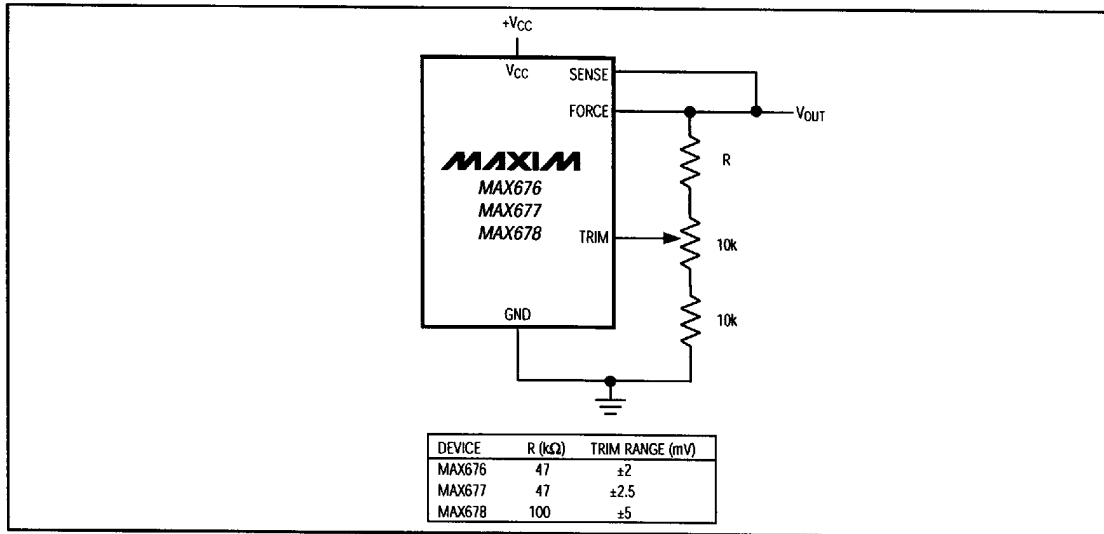 +VCC
VCC
SENSE
FORCE
VOUT
R
MAXIM
MAX676
MAX677
MAX678
TRIM
10k
10k
GND
DEVICE R (kΩ) TRIM RANGE (mV)
MAX676 47 ±2
MAX677 47 ±2.5
MAX678 100 ±5